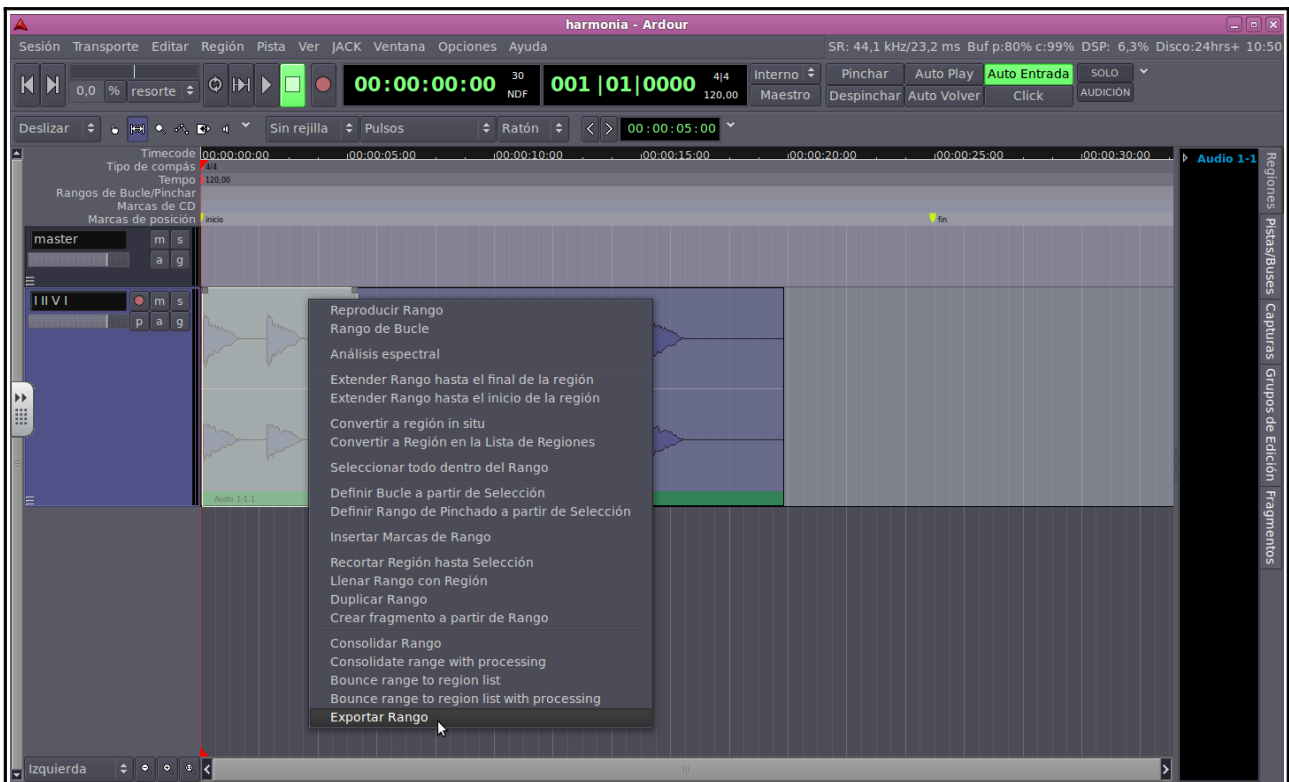 harmonia - Ardour
Sesión Transporte Editar Región Pista Ver JACK Ventana Opciones Ayuda SR: 44,1 kHz/23,2 ms Buf p:80% c:99% DSP: 6,3% Disco:24hrs+ 10:50
0,0 % resorte 00:00:00:00 30 NDF 001|01|0000 4|4 120,00 Interno Maestro Pinchar Auto Play Auto Entrada SOLO
Despinchar Auto Volver Click AUDICIÓN
Deslizar Sin rejilla Pulsos Ratón 00:00:05:00
Timecode 00:00:00:00 00:00:05:00 00:00:10:00 00:00:15:00 00:00:20:00 00:00:25:00 00:00:30:00
Tipo de compás 4/4
Tempo 120,00
Rangos de Bucle/Pinchar
Marcas de CD
Marcas de posición inicio fin
master m s
a g
I II V I m s
p a g
Audio 1-1.1
Reproducir Rango
Rango de Bucle
Análisis espectral
Extender Rango hasta el final de la región
Extender Rango hasta el inicio de la región
Convertir a región in situ
Convertir a Región en la Lista de Regiones
Seleccionar todo dentro del Rango
Definir Bucle a partir de Selección
Definir Rango de Pinchado a partir de Selección
Insertar Marcas de Rango
Recortar Región hasta Selección
Llenar Rango con Región
Duplicar Rango
Crear fragmento a partir de Rango
Consolidar Rango
Consolidate range with processing
Bounce range to region list
Bounce range to region list with processing
Exportar Rango
Audio 1-1
Regiones
Pistas/Buses
Capturas
Grupos de Edición
Fragmentos
Izquierda